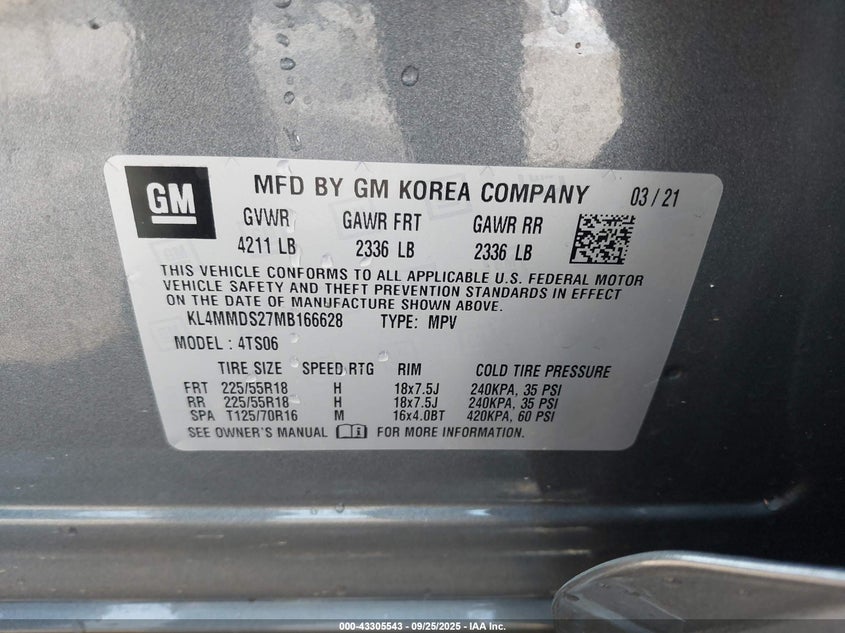 GM MFD BY GM KOREA COMPANY 03 / 21
GVWR GAWR FRT GAWR RR
4211 LB 2336 LB 2336 LB
THIS VEHICLE CONFORMS TO ALL APPLICABLE U.S. FEDERAL MOTOR
VEHICLE SAFETY AND THEFT PREVENTION STANDARDS IN EFFECT
ON THE DATE OF MANUFACTURE SHOWN ABOVE.
KL4MMDS27MB166628 TYPE: MPV
MODEL : 4TS06
TIRE SIZE SPEED RTG RIM COLD TIRE PRESSURE
FRT 225/55R18 H 18x7.5J 240KPA, 35 PSI
RR 225/55R18 H 18x7.5J 240KPA, 35 PSI
SPA T125/70R16 M 16x4.0BT 420KPA, 60 PSI
SEE OWNER'S MANUAL FOR MORE INFORMATION.
000-43305543 - 09/25/2025 - IAA Inc.